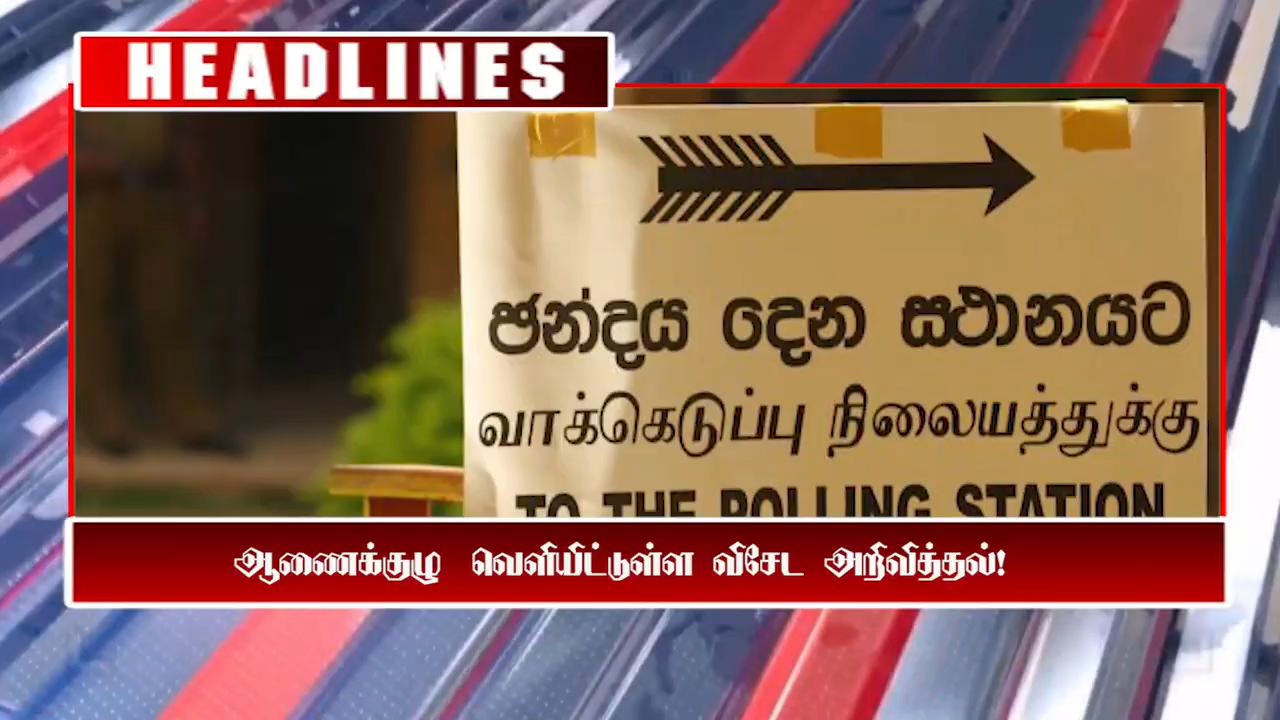 HEADLINES
ඡන්දය දෙන ස්ථානයට
வாக்கெடுப்பு நிலையத்துக்கு
TO THE POLLING STATION
ஆணைக்குழு வெளியிட்டுள்ள விசேட அறிவித்தல்!